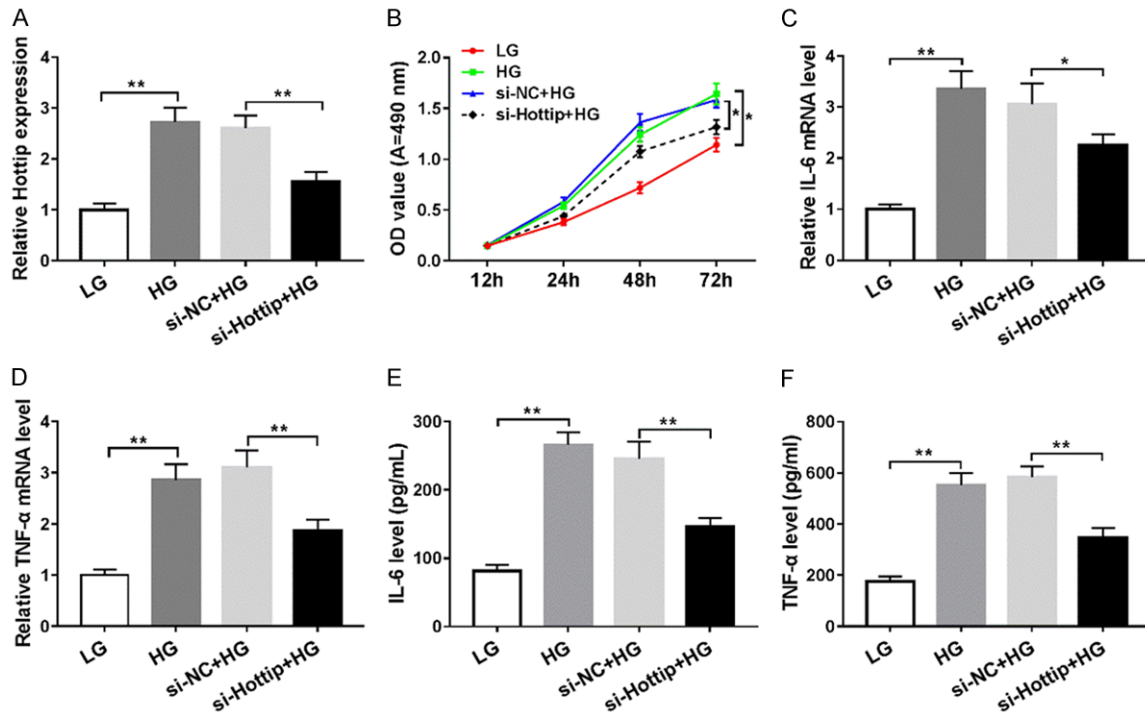 A
Relative Hottip expression
4
3
2
1
0
**
**
LG
HG
si-NC+HG
si-Hottip+HG
B
OD value (A=490 nm)
2.0
1.5
1.0
0.5
0.0
LG
HG
si-NC+HG
si-Hottip+HG
*
*
12h
24h
48h
72h
C
Relative IL-6 mRNA level
4
3
2
1
0
**
*
LG
HG
si-NC+HG
si-Hottip+HG
D
Relative TNF-α mRNA level
4
3
2
1
0
**
**
LG
HG
si-NC+HG
si-Hottip+HG
E
IL-6 level (pg/mL)
300
200
100
0
**
**
LG
HG
si-NC+HG
si-Hottip+HG
F
TNF-α level (pg/ml)
800
600
400
200
0
**
**
LG
HG
si-NC+HG
si-Hottip+HG